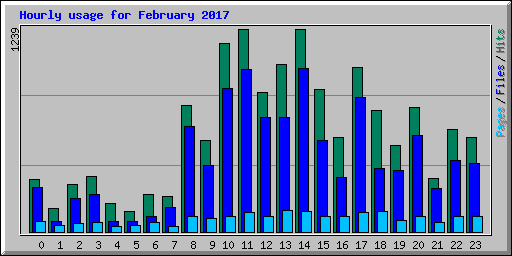 Hourly usage for February 2017
1239
Pages/Files/Hits
0 1 2 3 4 5 6 7 8 9 10 11 12 13 14 15 16 17 18 19 20 21 22 23